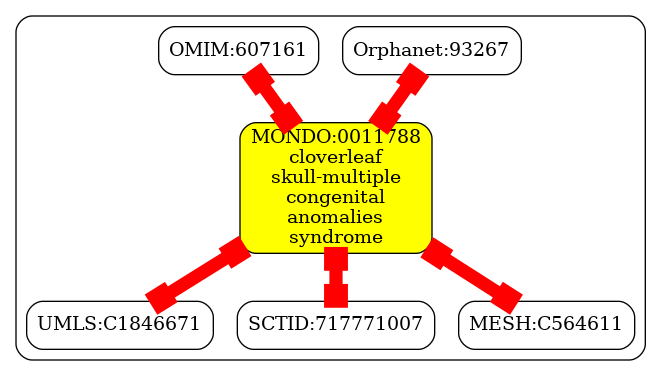 OMIM:607161
Orphanet:93267
MONDO:0011788
cloverleaf
skull-multiple
congenital
anomalies
syndrome
UMLS:C1846671
SCTID:717771007
MESH:C564611